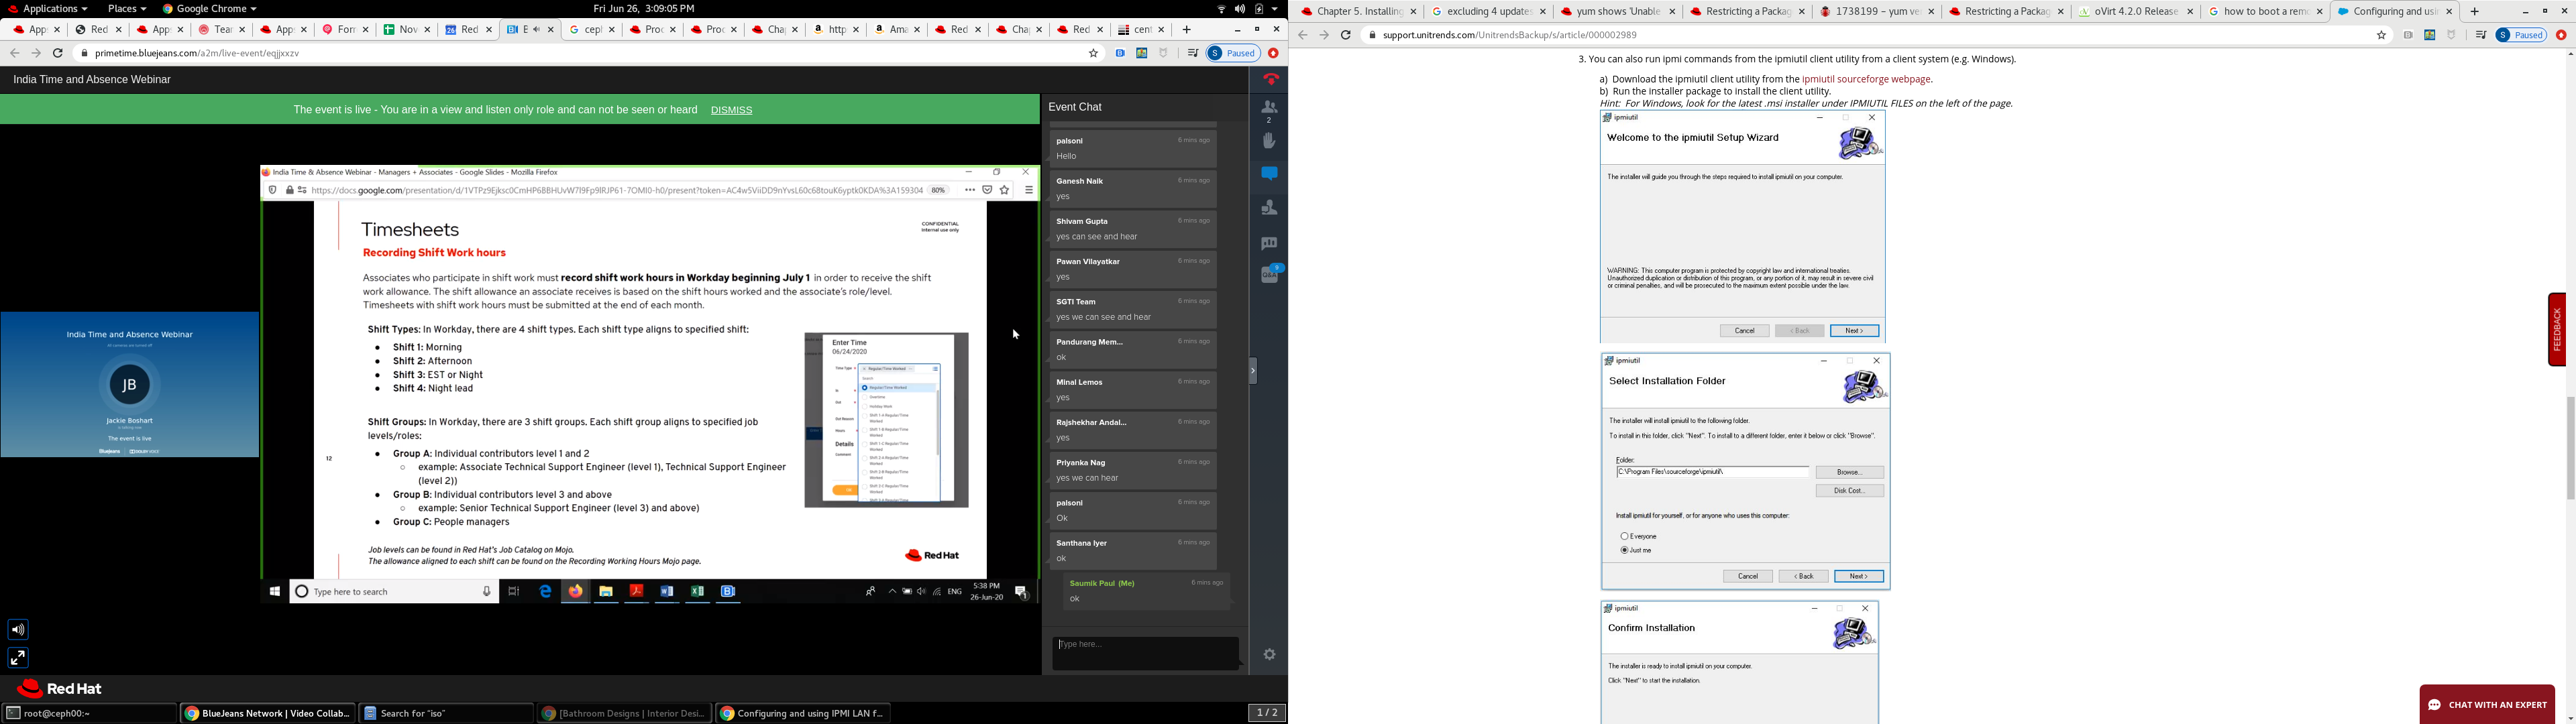 Applications Places Google Chrome Fri Jun 26, 3:09:05 PM
primetime.bluejeans.com/a2m/live-event/eqjjxxzv
Paused
India Time and Absence Webinar
The event is live - You are in a view and listen only role and can not be seen or heard DISMISS
India Time and Absence Webinar
JB
Jackie Boshart
The event is live
India Time & Absence Webinar - Managers + Associates - Google Slides - Mozilla Firefox
80%
Timesheets
CONFIDENTIAL
Internal use only
Recording Shift Work hours
Associates who participate in shift work must record shift work hours in Workday beginning July 1 in order to receive the shift
work allowance. The shift allowance an associate receives is based on the shift hours worked and the associate's role/level.
Timesheets with shift work hours must be submitted at the end of each month.
Shift Types: In Workday, there are 4 shift types. Each shift type aligns to specified shift:
● Shift 1: Morning
● Shift 2: Afternoon
● Shift 3: EST or Night
● Shift 4: Night lead
Shift Groups: In Workday, there are 3 shift groups. Each shift group aligns to specified job
levels/roles:
● Group A: Individual contributors level 1 and 2
○ example: Associate Technical Support Engineer (level 1), Technical Support Engineer
(level 2))
● Group B: Individual contributors level 3 and above
○ example: Senior Technical Support Engineer (level 3) and above)
● Group C: People managers
12
Job levels can be found in Red Hat's Job Catalog on Mojo.
The allowance aligned to each shift can be found on the Recording Working Hours Mojo page.
Red Hat
Enter Time
06/24/2020
Details
Type here to search
ENG
5:38 PM
26-Jun-20
Red Hat
Event Chat
palsoni 6 mins ago
Hello
Ganesh Naik 6 mins ago
yes
Shivam Gupta 6 mins ago
yes can see and hear
Pawan Vilayatkar 6 mins ago
yes
SGTI Team 6 mins ago
yes we can see and hear
Pandurang Mem... 6 mins ago
ok
Minal Lemos 6 mins ago
yes
Rajshekhar Andal... 6 mins ago
yes
Priyanka Nag 6 mins ago
yes we can hear
palsoni 6 mins ago
Ok
Santhana Iyer 6 mins ago
ok
Saumik Paul (Me) 6 mins ago
ok
Type here...
2
root@ceph00:~
BlueJeans Network | Video Collab...
Search for "iso"
[Bathroom Designs | Interior Desi...
Configuring and using IPMI LAN f...
1 / 2
Chapter 5. Installing
excluding 4 updates
yum shows 'Unable
Restricting a Packag
1738199 – yum ve
Restricting a Packag
oVirt 4.2.0 Release
how to boot a remo
Configuring and usi
support.unitrends.com/UnitrendsBackup/s/article/000002989
Paused
3. You can also run ipmi commands from the ipmiutil client utility from a client system (e.g. Windows).
a) Download the ipmiutil client utility from the ipmiutil sourceforge webpage.
b) Run the installer package to install the client utility.
Hint: For Windows, look for the latest .msi installer under IPMIUTIL FILES on the left of the page.
ipmiutil
Welcome to the ipmiutil Setup Wizard
The installer will guide you through the steps required to install ipmiutil on your computer.
WARNING: This computer program is protected by copyright law and international treaties.
Unauthorized duplication or distribution of this program, or any portion of it, may result in severe civil
or criminal penalties, and will be prosecuted to the maximum extent possible under the law.
Cancel < Back Next >
ipmiutil
Select Installation Folder
The installer will install ipmiutil to the following folder.
To install in this folder, click "Next". To install to a different folder, enter it below or click "Browse".
Folder:
C:\Program Files\sourceforge\ipmiutil\
Browse...
Disk Cost...
Install ipmiutil for yourself, or for anyone who uses this computer:
Everyone
Just me
Cancel < Back Next >
ipmiutil
Confirm Installation
The installer is ready to install ipmiutil on your computer.
Click "Next" to start the installation.
FEEDBACK
CHAT WITH AN EXPERT